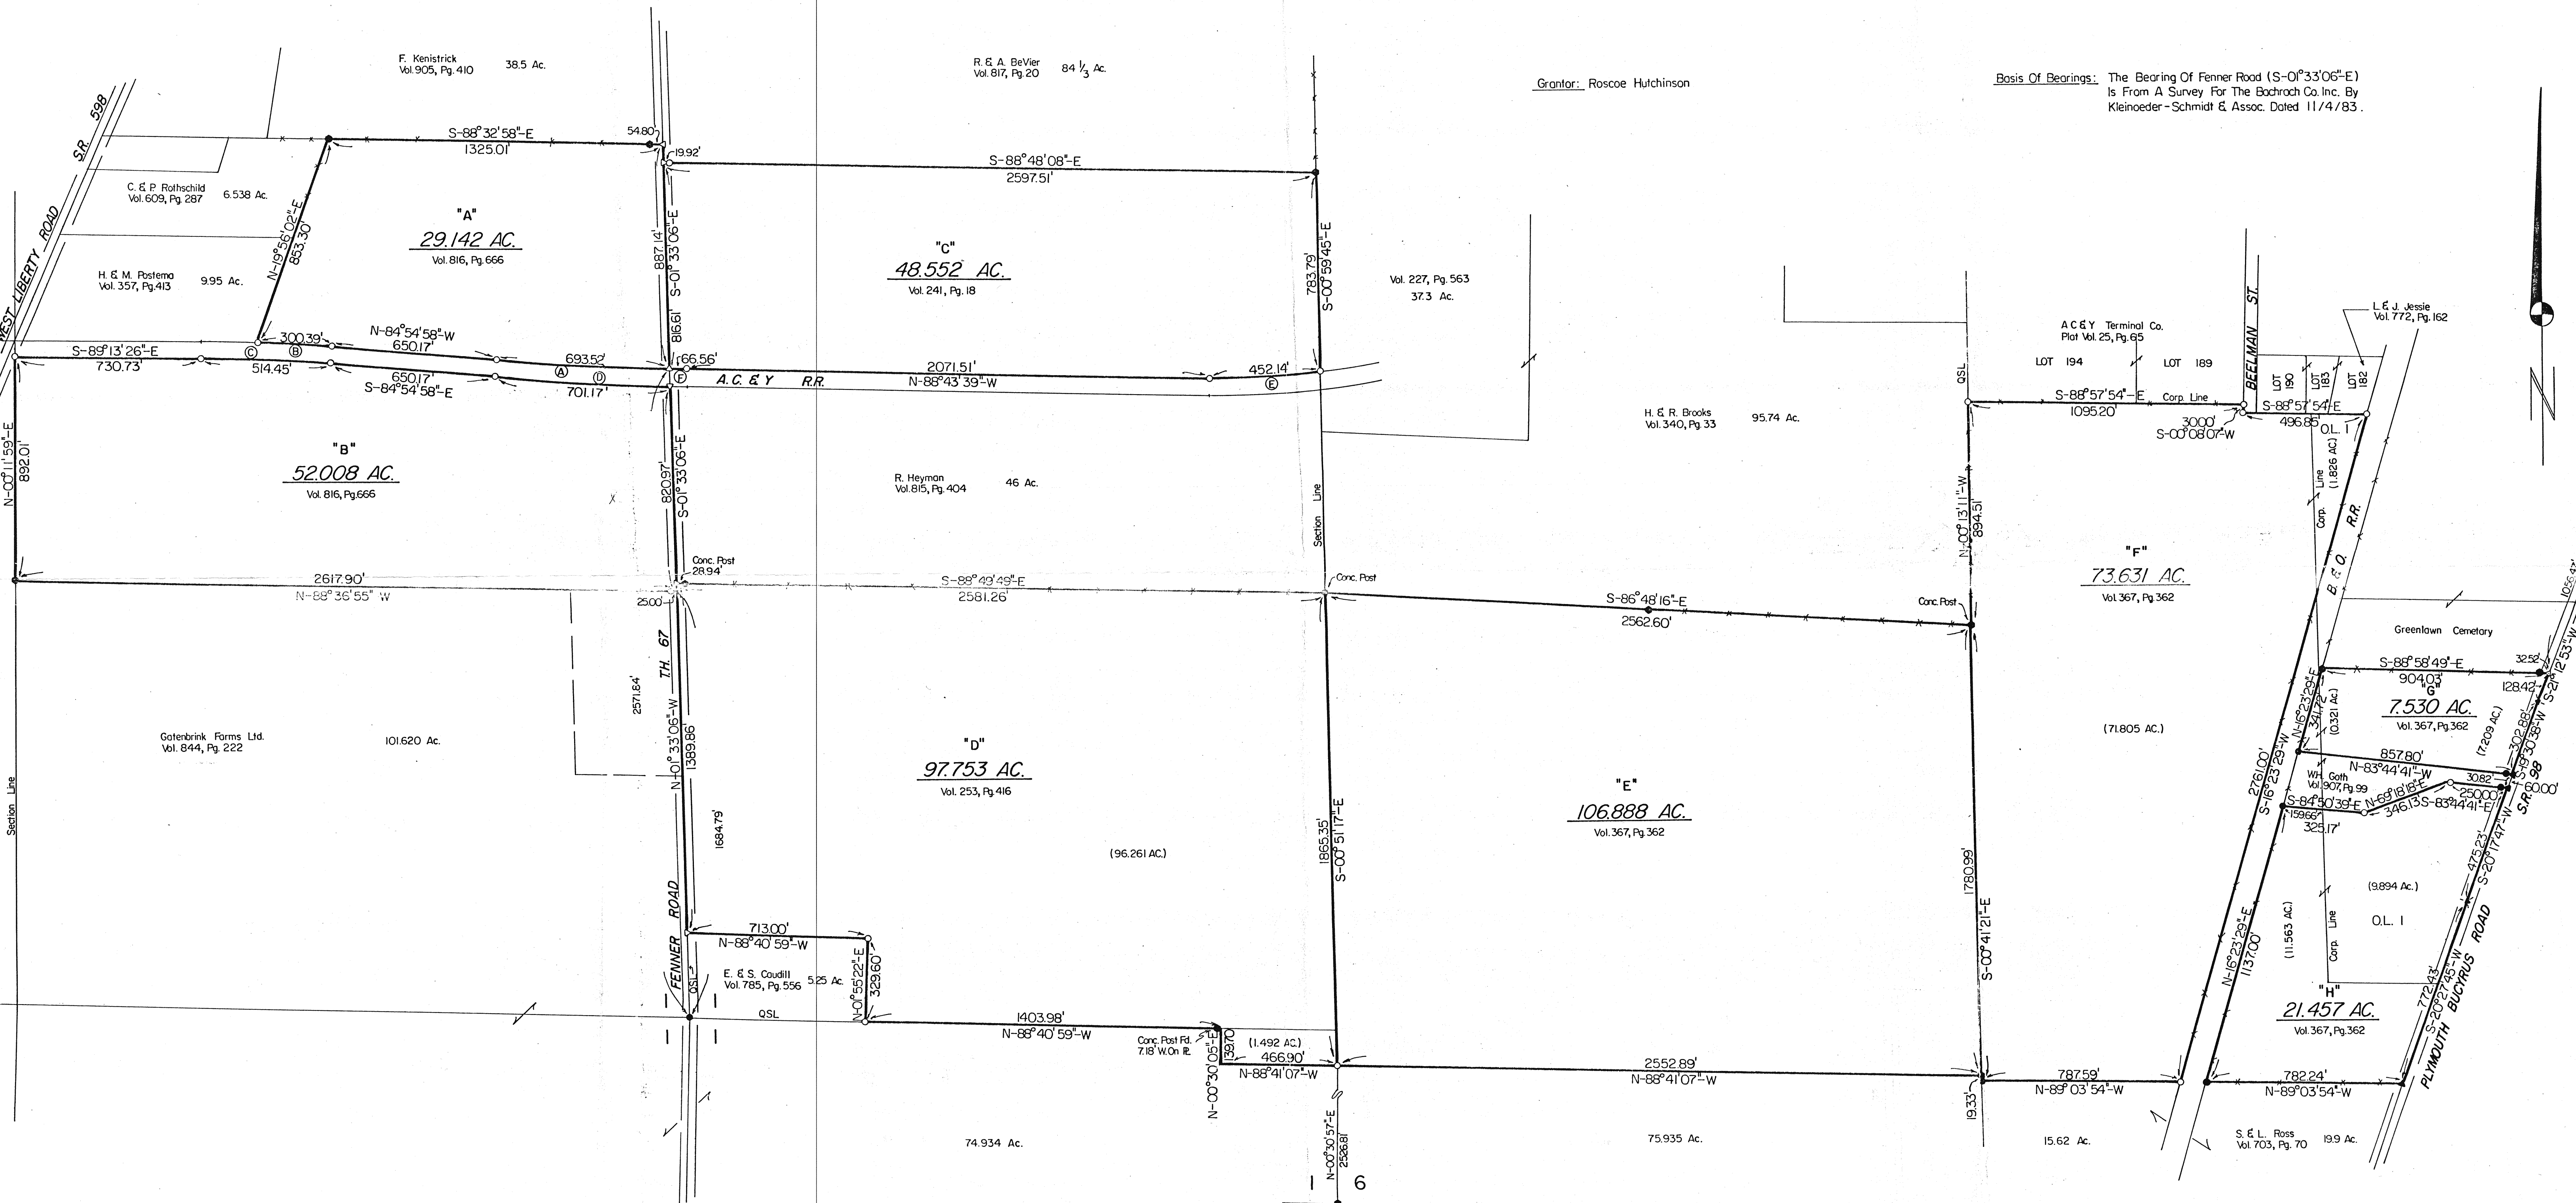 F. Kenistrick
Vol. 905, Pg. 410
38.5 Ac.
R. & A. BeVier
Vol. 817, Pg. 20
84 1/3 Ac.
Grantor: Roscoe Hutchinson
Basis Of Bearings: The Bearing Of Fenner Road (S-01°33'06"-E)
Is From A Survey For The Bachrach Co. Inc. By
Kleinoeder-Schmidt & Assoc. Dated 11/4/83.
N
WEST LIBERTY ROAD
S.R. 598
C. & P. Rothschild
Vol. 609, Pg. 287
6.538 Ac.
H. & M. Postema
Vol. 357, Pg. 413
9.95 Ac.
S-88°32'58"-E
1325.01'
54.80'
19.92'
N-19°56'02"-E
853.30'
"A"
29.142 AC.
Vol. 816, Pg. 666
887.14'
S-01°33'06"-E
816.61'
S-88°48'08"-E
2597.51'
"C"
48.552 AC.
Vol. 241, Pg. 18
783.79'
S-00°59'45"-E
Vol. 227, Pg. 563
37.3 Ac.
S-89°13'26"-E
730.73'
C
300.39'
B
514.45'
N-84°54'58"-W
650.17'
650.17'
S-84°54'58"-E
693.52'
A
D
701.17'
66.56'
F
A.C. & Y R.R.
2071.51'
N-88°43'39"-W
452.14'
E
N-00°11'59"-E
892.01'
"B"
52.008 AC.
Vol. 816, Pg. 666
820.97'
S-01°33'06"-E
R. Heyman
Vol. 815, Pg. 404
46 Ac.
Section Line
H. & R. Brooks
Vol. 340, Pg. 33
95.74 Ac.
2617.90'
N-88°36'55" W
Conc. Post
28.94'
25.00'
S-88°49'49"-E
2581.26'
Conc. Post
S-86°48'16"-E
2562.60'
Conc. Post
QSL
N-00°13'11"-W
894.51'
A C & Y Terminal Co.
Plat Vol. 25, Pg. 65
LOT 194
LOT 189
S-88°57'54"-E
Corp. Line
1095.20'
BEELMAN ST.
30.00'
S-00°08'07"-W
LOT 190
LOT 183
LOT 182
L & J. Jessie
Vol. 772, Pg. 162
S-88°57'54"-E
496.85'
O.L. 1
(1.826 AC.)
Corp. Line
B. & O. R.R.
"F"
73.631 AC.
Vol. 367, Pg. 362
(71.805 AC.)
Greenlawn Cemetary
1056.47'
S-21°12'53"-W
S-88°58'49"-E
904.03'
32.52'
128.42'
"G"
7.530 AC.
Vol. 367, Pg. 362
N-16°23'29"-E
341.72'
(0.321 AC.)
(7.209 AC.)
302.88'
S-19°30'38"-W
857.80'
N-83°44'41"-W
30.82'
60.00'
S.R. 98
W.H. Goth
Vol. 907, Pg. 99
S-84°50'39"-E
159.66'
325.17'
N-69°18'18"-E
346.13'
250.00'
S-83°44'41"-E
2761.00'
S-16°23'29"-W
475.23'
S-20°17'47"-W
(9.894 Ac.)
O.L. 1
Corp. Line
(11.563 AC.)
N-16°23'29"-E
1137.00'
"H"
21.457 AC.
Vol. 367, Pg. 362
772.43'
S-20°27'45"-W
PLYMOUTH BUCYRUS ROAD
Section Line
Gatenbrink Farms Ltd.
Vol. 844, Pg. 222
101.620 Ac.
2571.84'
T.H. 67
N-01°33'06"-W
1389.86'
1684.79'
FENNER ROAD
"D"
97.753 AC.
Vol. 253, Pg. 416
(96.261 AC.)
1865.35'
S-00°51'17"-E
"E"
106.888 AC.
Vol. 367, Pg. 362
1780.99'
S-00°41'21"-E
713.00'
N-88°40'59"-W
E. & S. Caudill
Vol. 785, Pg. 556
5.25 Ac.
N-01°55'22"-E
329.60'
QSL
QSL
1403.98'
N-88°40'59"-W
Conc. Post Fd.
7.18' W. On PL
N-00°30'05"-E
139.70
(1.492 AC.)
466.90'
N-88°41'07"-W
2552.89'
N-88°41'07"-W
19.33'
787.59'
N-89°03'54"-W
782.24'
N-89°03'54"-W
74.934 Ac.
N-00°30'57"-E
2526.81
75.935 Ac.
15.62 Ac.
S. & L. Ross
Vol. 703, Pg. 70
19.9 Ac.
1 1
1 1
1 6